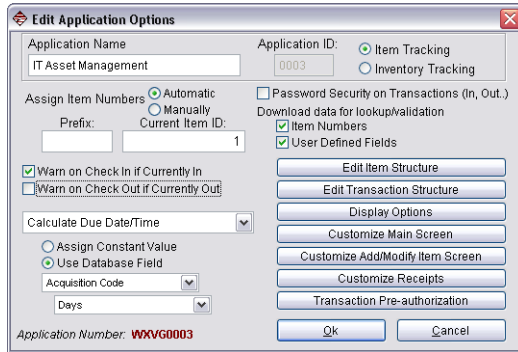 Edit Application Options
Application Name
Application ID:
IT Asset Management
0003
Item Tracking
Inventory Tracking
Assign Item Numbers
Automatic
Manually
Prefix:
Current Item ID:
1
Password Security on Transactions (In, Out..)
Download data for lookup/validation
Item Numbers
User Defined Fields
Warn on Check In if Currently In
Warn on Check Out if Currently Out
Calculate Due Date/Time
Assign Constant Value
Use Database Field
Acquisition Code
Days
Application Number: WXVG0003
Edit Item Structure
Edit Transaction Structure
Display Options
Customize Main Screen
Customize Add/Modify Item Screen
Customize Receipts
Transaction Pre-authorization
Ok
Cancel